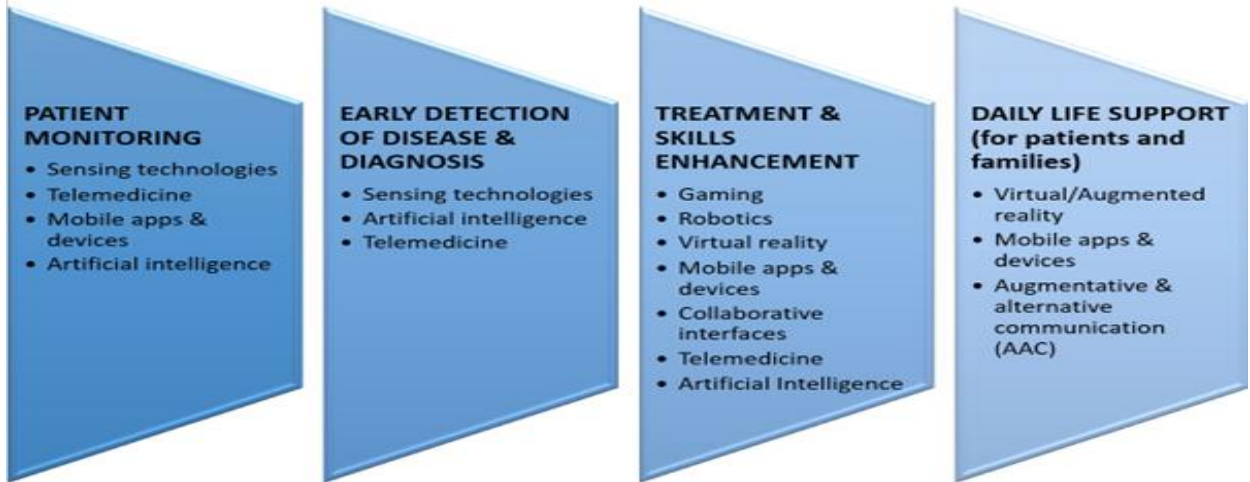 PATIENT
MONITORING
• Sensing technologies
• Telemedicine
• Mobile apps &
devices
• Artificial intelligence
EARLY DETECTION
OF DISEASE &
DIAGNOSIS
• Sensing technologies
• Artificial intelligence
• Telemedicine
TREATMENT &
SKILLS
ENHANCEMENT
• Gaming
• Robotics
• Virtual reality
• Mobile apps &
devices
• Collaborative
interfaces
• Telemedicine
• Artificial Intelligence
DAILY LIFE SUPPORT
(for patients and
families)
• Virtual/Augmented
reality
• Mobile apps &
devices
• Augmentative &
alternative
communication
(AAC)